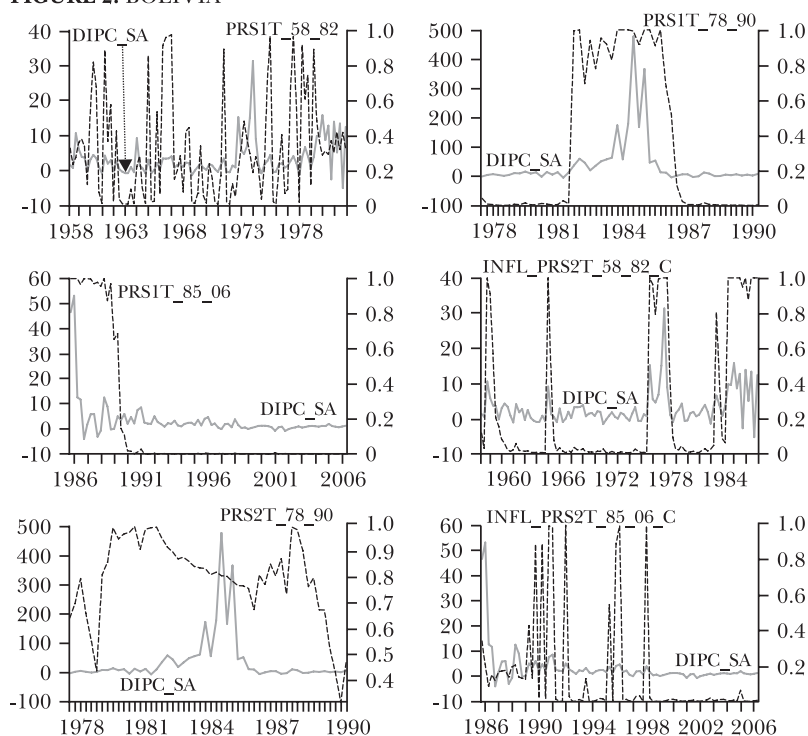 FIGURE 2. BOLIVIA
DIPC_SA PRS1T_58_82
40 30 20 10 0 -10
1.0 0.8 0.6 0.4 0.2 0
1958 1963 1968 1973 1978
PRS1T_78_90
DIPC_SA
500 400 300 200 100 0 -100
1.0 0.8 0.6 0.4 0.2 0
1978 1981 1984 1987 1990
PRS1T_85_06
DIPC_SA
60 50 40 30 20 10 0 -10
1.0 0.8 0.6 0.4 0.2 0
1986 1991 1996 2001 2006
INFL_PRS2T_58_82_C
DIPC_SA
40 30 20 10 0 -10
1.0 0.8 0.6 0.4 0.2 0
1960 1966 1972 1978 1984
PRS2T_78_90
DIPC_SA
500 400 300 200 100 0 -100
1.0 0.9 0.8 0.7 0.6 0.5 0.4
1978 1981 1984 1987 1990
INFL_PRS2T_85_06_C
DIPC_SA
60 50 40 30 20 10 0 -10
1.0 0.8 0.6 0.4 0.2
1986 1990 1994 1998 2002 2006